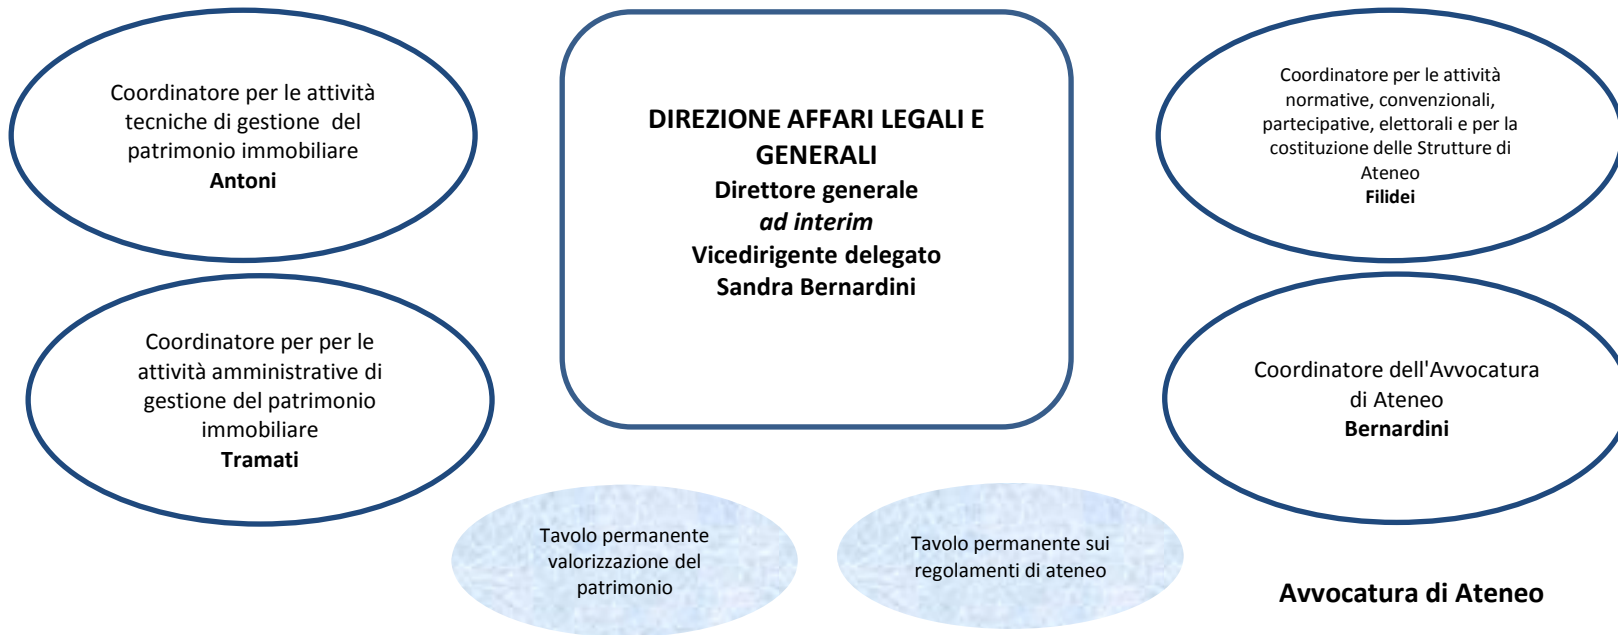 Coordinatore per le attività
tecniche di gestione del
patrimonio immobiliare
Antoni
Coordinatore per per le
attività amministrative di
gestione del patrimonio
immobiliare
Tramati
DIREZIONE AFFARI LEGALI E
GENERALI
Direttore generale
ad interim
Vicedirigente delegato
Sandra Bernardini
Coordinatore per le attività
normative, convenzionali,
partecipative, elettorali e per la
costituzione delle Strutture di
Ateneo
Filidei
Coordinatore dell'Avvocatura
di Ateneo
Bernardini
Tavolo permanente
valorizzazione del
patrimonio
Tavolo permanente sui
regolamenti di ateneo
Avvocatura di Ateneo